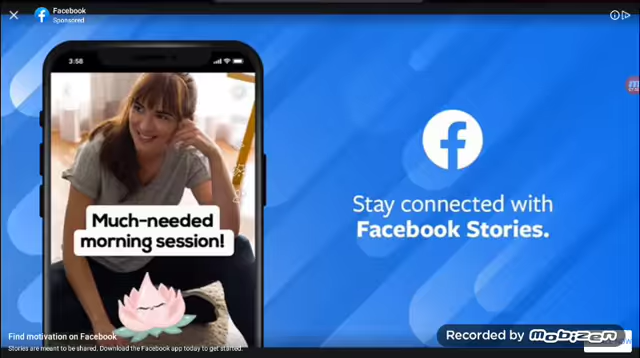 Facebook
Sponsored
3:58
Much-needed
morning session!
Stay connected with
Facebook Stories.
Find motivation on Facebook
Stories are meant to be shared. Download the Facebook app today to get started.
Recorded by mobizen